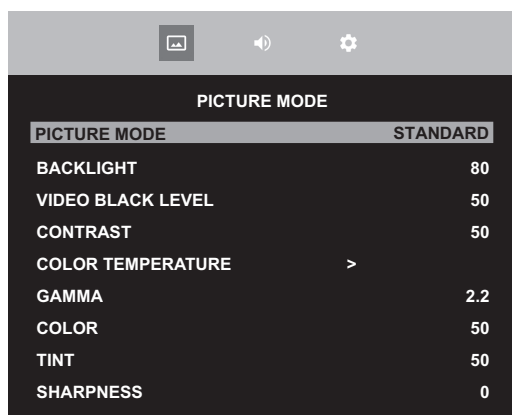 PICTURE MODE
PICTURE MODE STANDARD
BACKLIGHT 80
VIDEO BLACK LEVEL 50
CONTRAST 50
COLOR TEMPERATURE >
GAMMA 2.2
COLOR 50
TINT 50
SHARPNESS 0